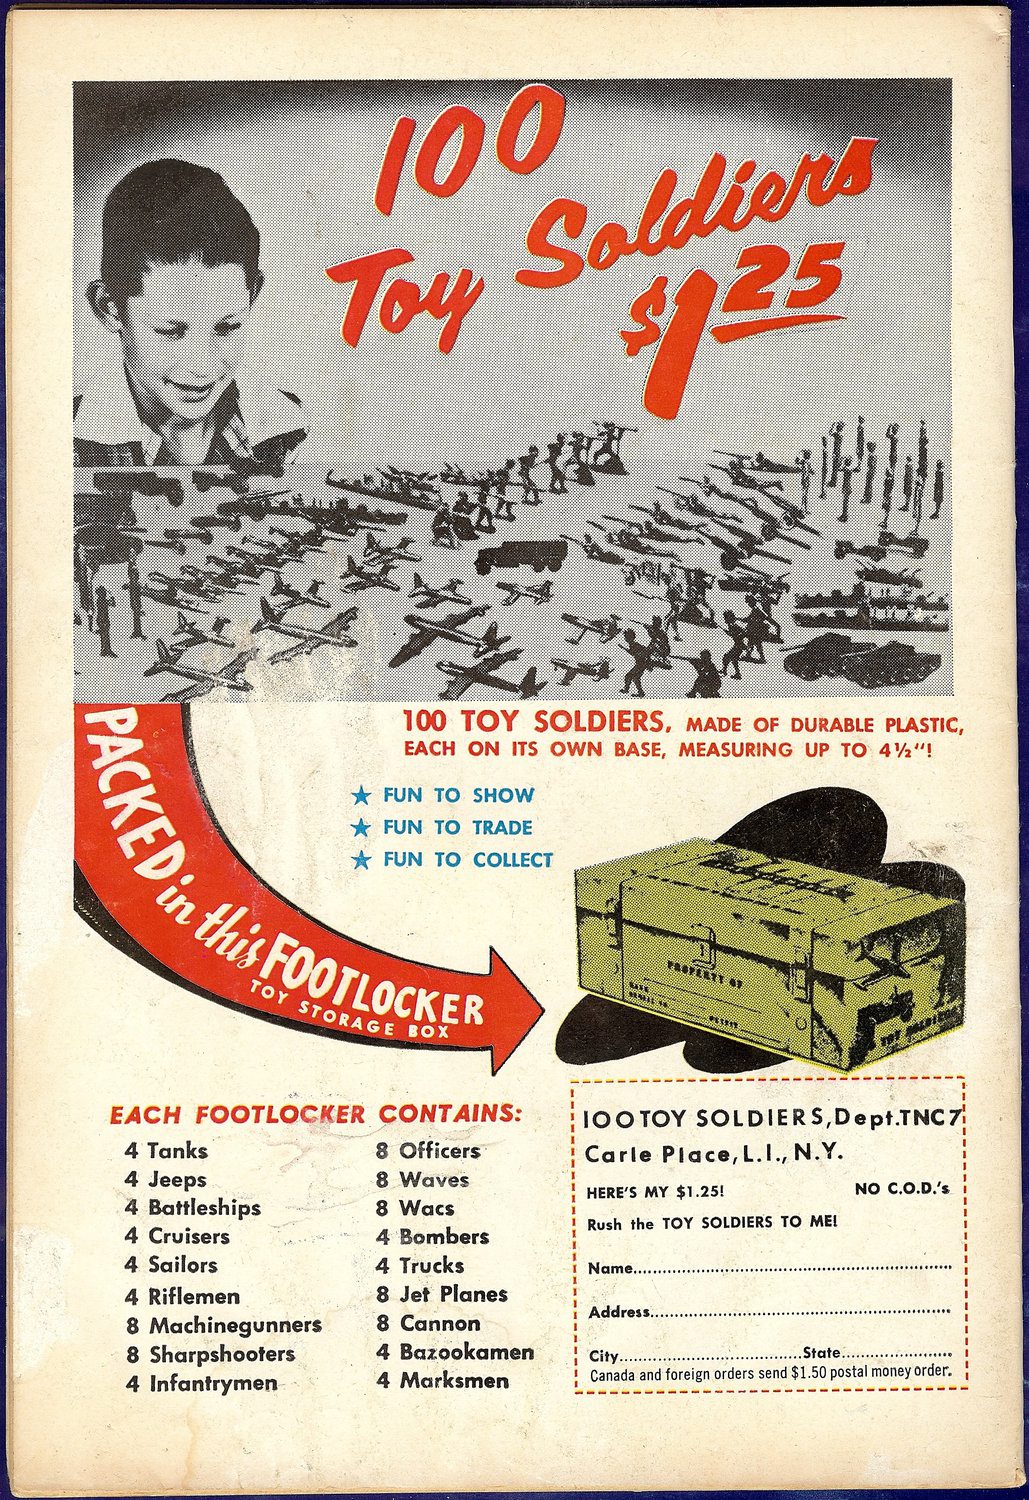 100
Toy Soldiers
$1.25
100 TOY SOLDIERS, MADE OF DURABLE PLASTIC,
EACH ON ITS OWN BASE, MEASURING UP TO 4½"!
★ FUN TO SHOW
★ FUN TO TRADE
★ FUN TO COLLECT
PACKED in this FOOTLOCKER
TOY STORAGE BOX
PROPERTY OF
TOY SOLDIERS
EACH FOOTLOCKER CONTAINS:
4 Tanks
4 Jeeps
4 Battleships
4 Cruisers
4 Sailors
4 Riflemen
8 Machinegunners
8 Sharpshooters
4 Infantrymen
8 Officers
8 Waves
8 Wacs
4 Bombers
4 Trucks
8 Jet Planes
8 Cannon
4 Bazookamen
4 Marksmen
100 TOY SOLDIERS, Dept. TNC7
Carle Place, L.I., N.Y.
HERE'S MY $1.25! NO C.O.D.'s
Rush the TOY SOLDIERS TO ME!
Name
Address
City State
Canada and foreign orders send $1.50 postal money order.